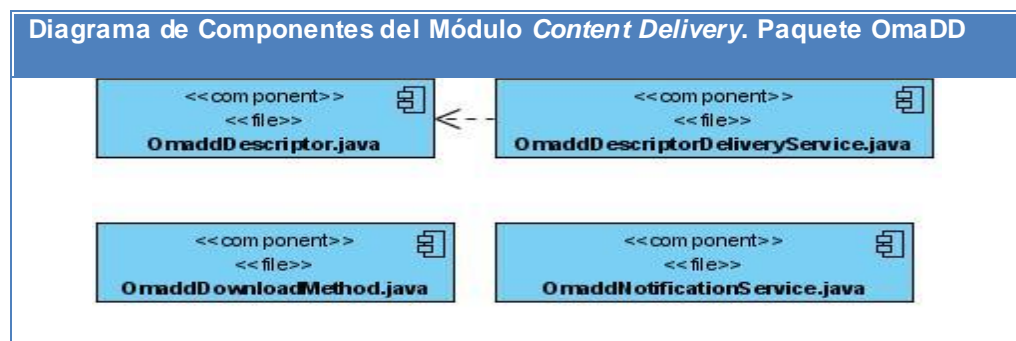 Diagrama de Componentes del Módulo Content Delivery. Paquete OmaDD
<<component>>
<<file>>
OmaddDescriptor.java
<<component>>
<<file>>
OmaddDescriptorDeliveryService.java
<<component>>
<<file>>
OmaddDownloadMethod.java
<<component>>
<<file>>
OmaddNotificationService.java